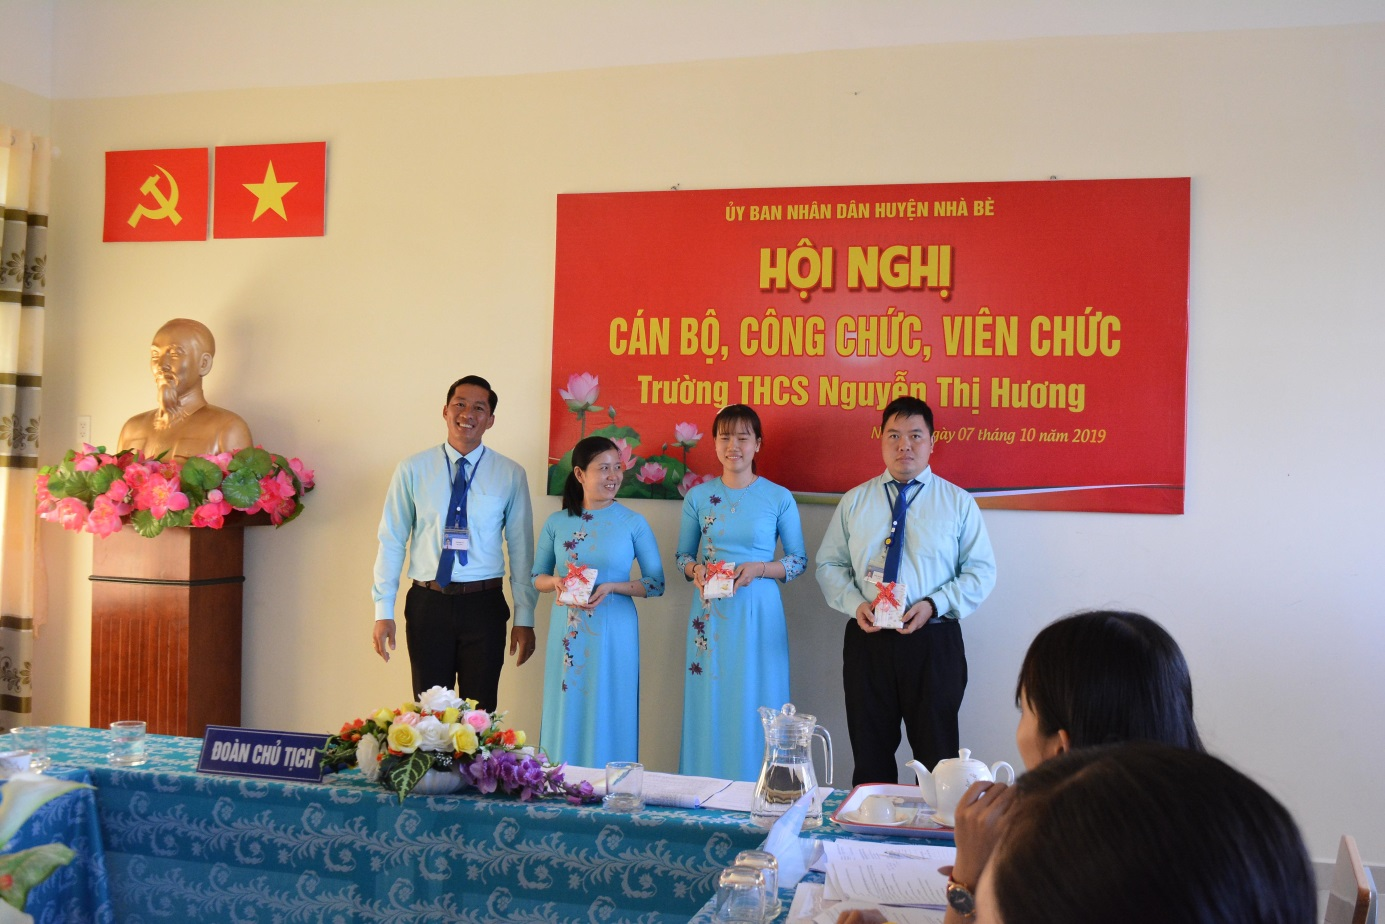 ỦY BAN NHÂN DÂN HUYỆN NHÀ BÈ
HỘI NGHỊ
CÁN BỘ, CÔNG CHỨC, VIÊN CHỨC
Trường THCS Nguyễn Thị Hương
ngày 07 tháng 10 năm 2019
ĐOÀN CHỦ TỊCH